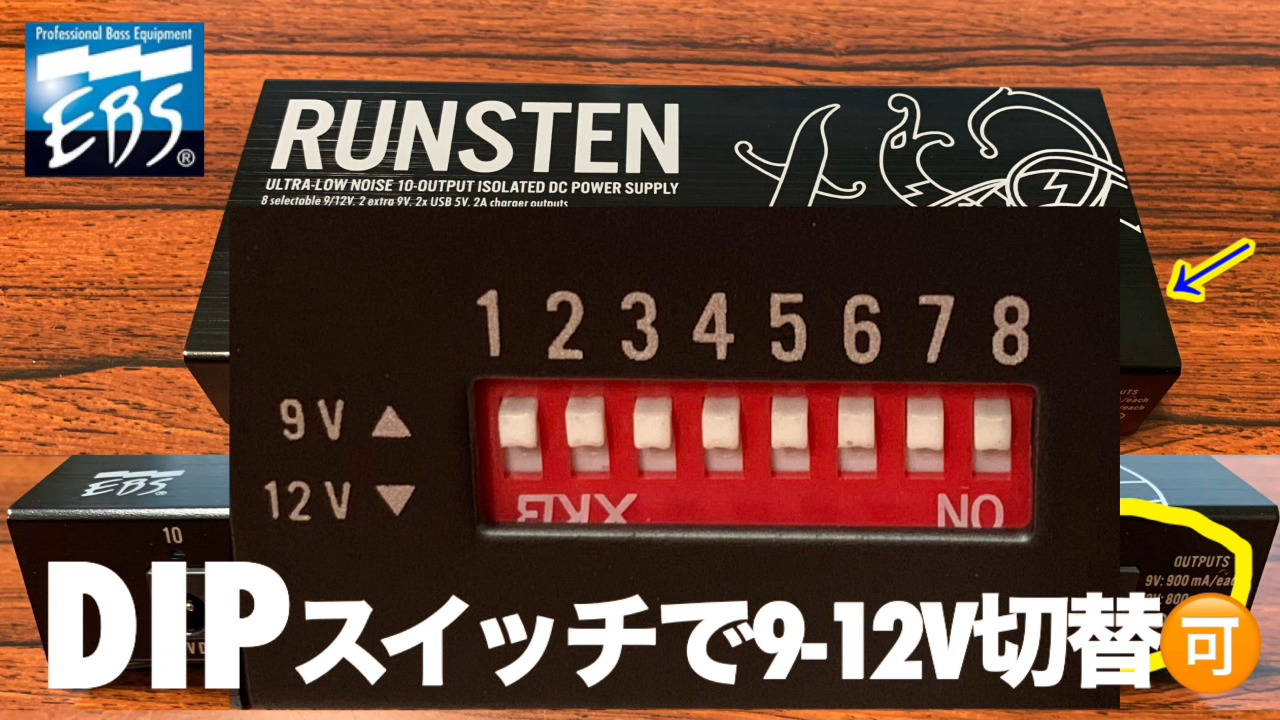 Professional Bass Equipment
EBS®
RUNSTEN
ULTRA-LOW NOISE 10-OUTPUT ISOLATED DC POWER SUPPLY
8 selectable 9/12V, 2 extra 9V, 2x USB 5V, 2A charger outputs
1 2 3 4 5 6 7 8
9V ▲
12V ▼
NO
EBS
10
OUTPUTS
9V: 900 mA/eac
800
DIPスイッチで9-12V切替🉑